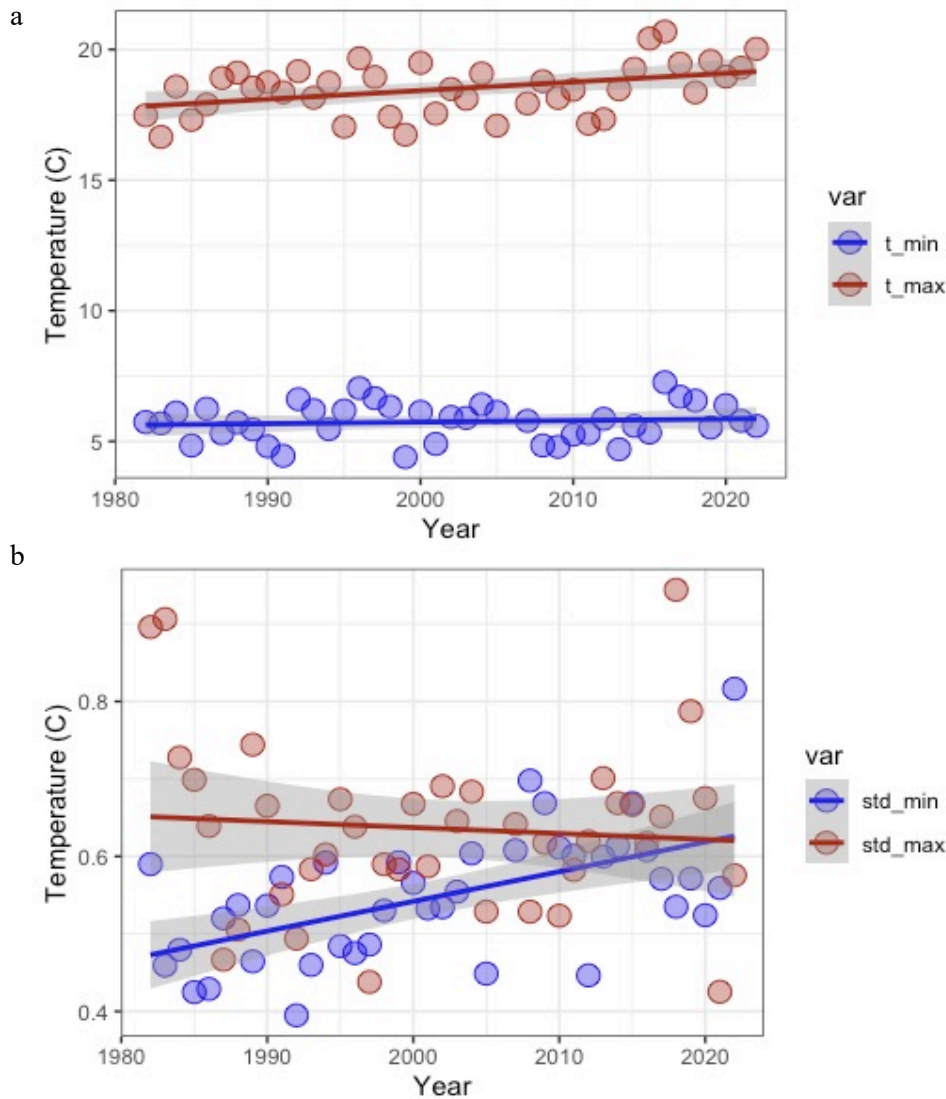 a
20
15
10
5
Temperature (C)
1980
1990
2000
2010
2020
Year
var
t_min
t_max
b
0.8
0.6
0.4
Temperature (C)
1980
1990
2000
2010
2020
Year
var
std_min
std_max